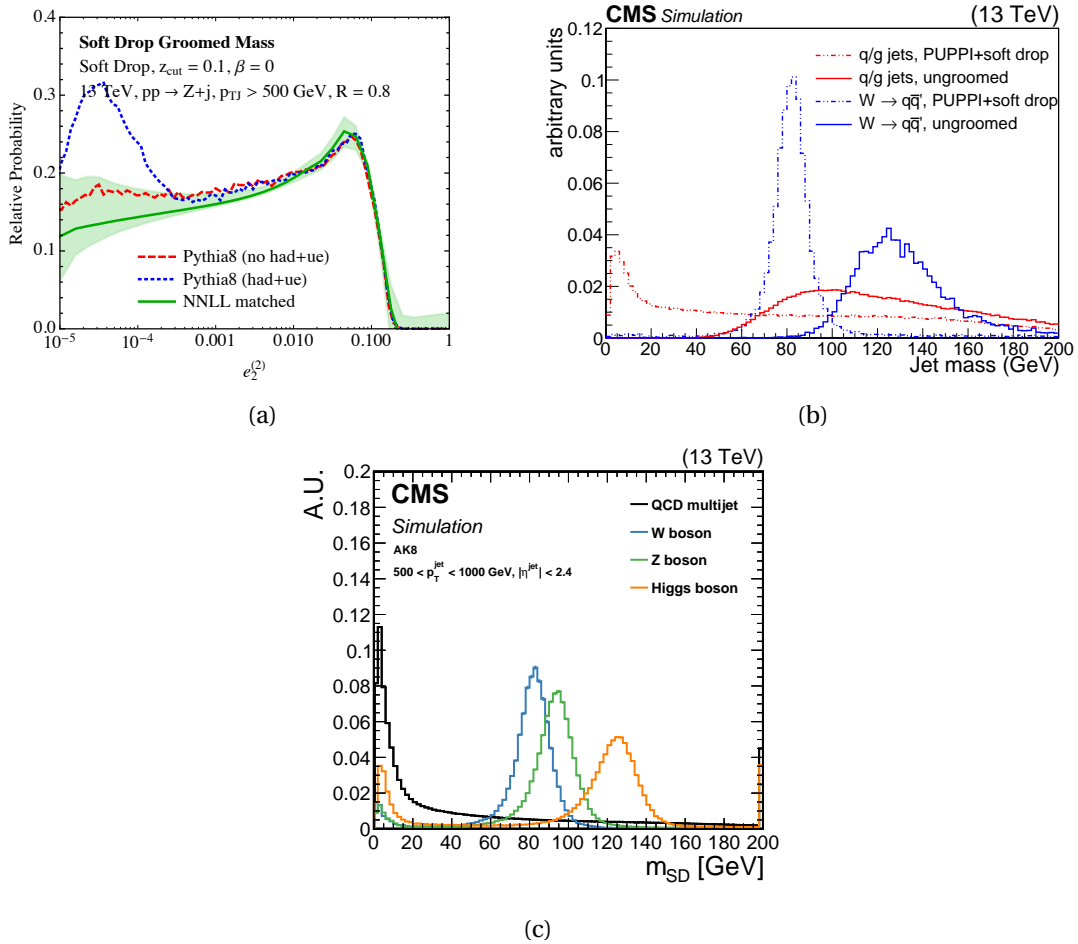 0.4
0.3
0.2
0.1
0.0
Relative Probability
Soft Drop Groomed Mass
Soft Drop, z_cut = 0.1, β = 0
13 TeV, pp → Z+j, p_TJ > 500 GeV, R = 0.8
Pythia8 (no had+ue)
Pythia8 (had+ue)
NNLL matched
10⁻⁵ 10⁻⁴ 0.001 0.010 0.100 1
e₂⁽²⁾
(a)
CMS Simulation (13 TeV)
arbitrary units
0.12
0.1
0.08
0.06
0.04
0.02
0
q/g jets, PUPPI+soft drop
q/g jets, ungroomed
W → qq̅', PUPPI+soft drop
W → qq̅', ungroomed
0 20 40 60 80 100 120 140 160 180 200
Jet mass (GeV)
(b)
(13 TeV)
A.U.
0.2
0.18
0.16
0.14
0.12
0.1
0.08
0.06
0.04
0.02
0
CMS
Simulation
AK8
500 < p_T^jet < 1000 GeV, |η^jet| < 2.4
QCD multijet
W boson
Z boson
Higgs boson
0 20 40 60 80 100 120 140 160 180 200
m_SD [GeV]
(c)